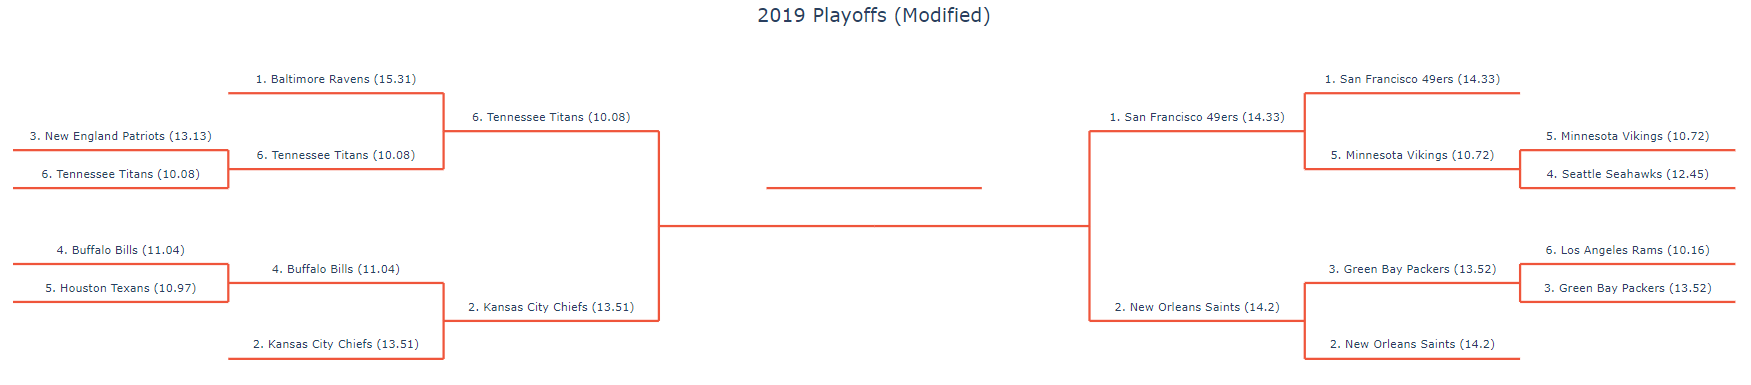 2019 Playoffs (Modified)
1. Baltimore Ravens (15.31)
3. New England Patriots (13.13)
6. Tennessee Titans (10.08)
6. Tennessee Titans (10.08)
6. Tennessee Titans (10.08)
4. Buffalo Bills (11.04)
5. Houston Texans (10.97)
4. Buffalo Bills (11.04)
2. Kansas City Chiefs (13.51)
2. Kansas City Chiefs (13.51)
1. San Francisco 49ers (14.33)
1. San Francisco 49ers (14.33)
5. Minnesota Vikings (10.72)
5. Minnesota Vikings (10.72)
4. Seattle Seahawks (12.45)
2. New Orleans Saints (14.2)
3. Green Bay Packers (13.52)
6. Los Angeles Rams (10.16)
3. Green Bay Packers (13.52)
2. New Orleans Saints (14.2)